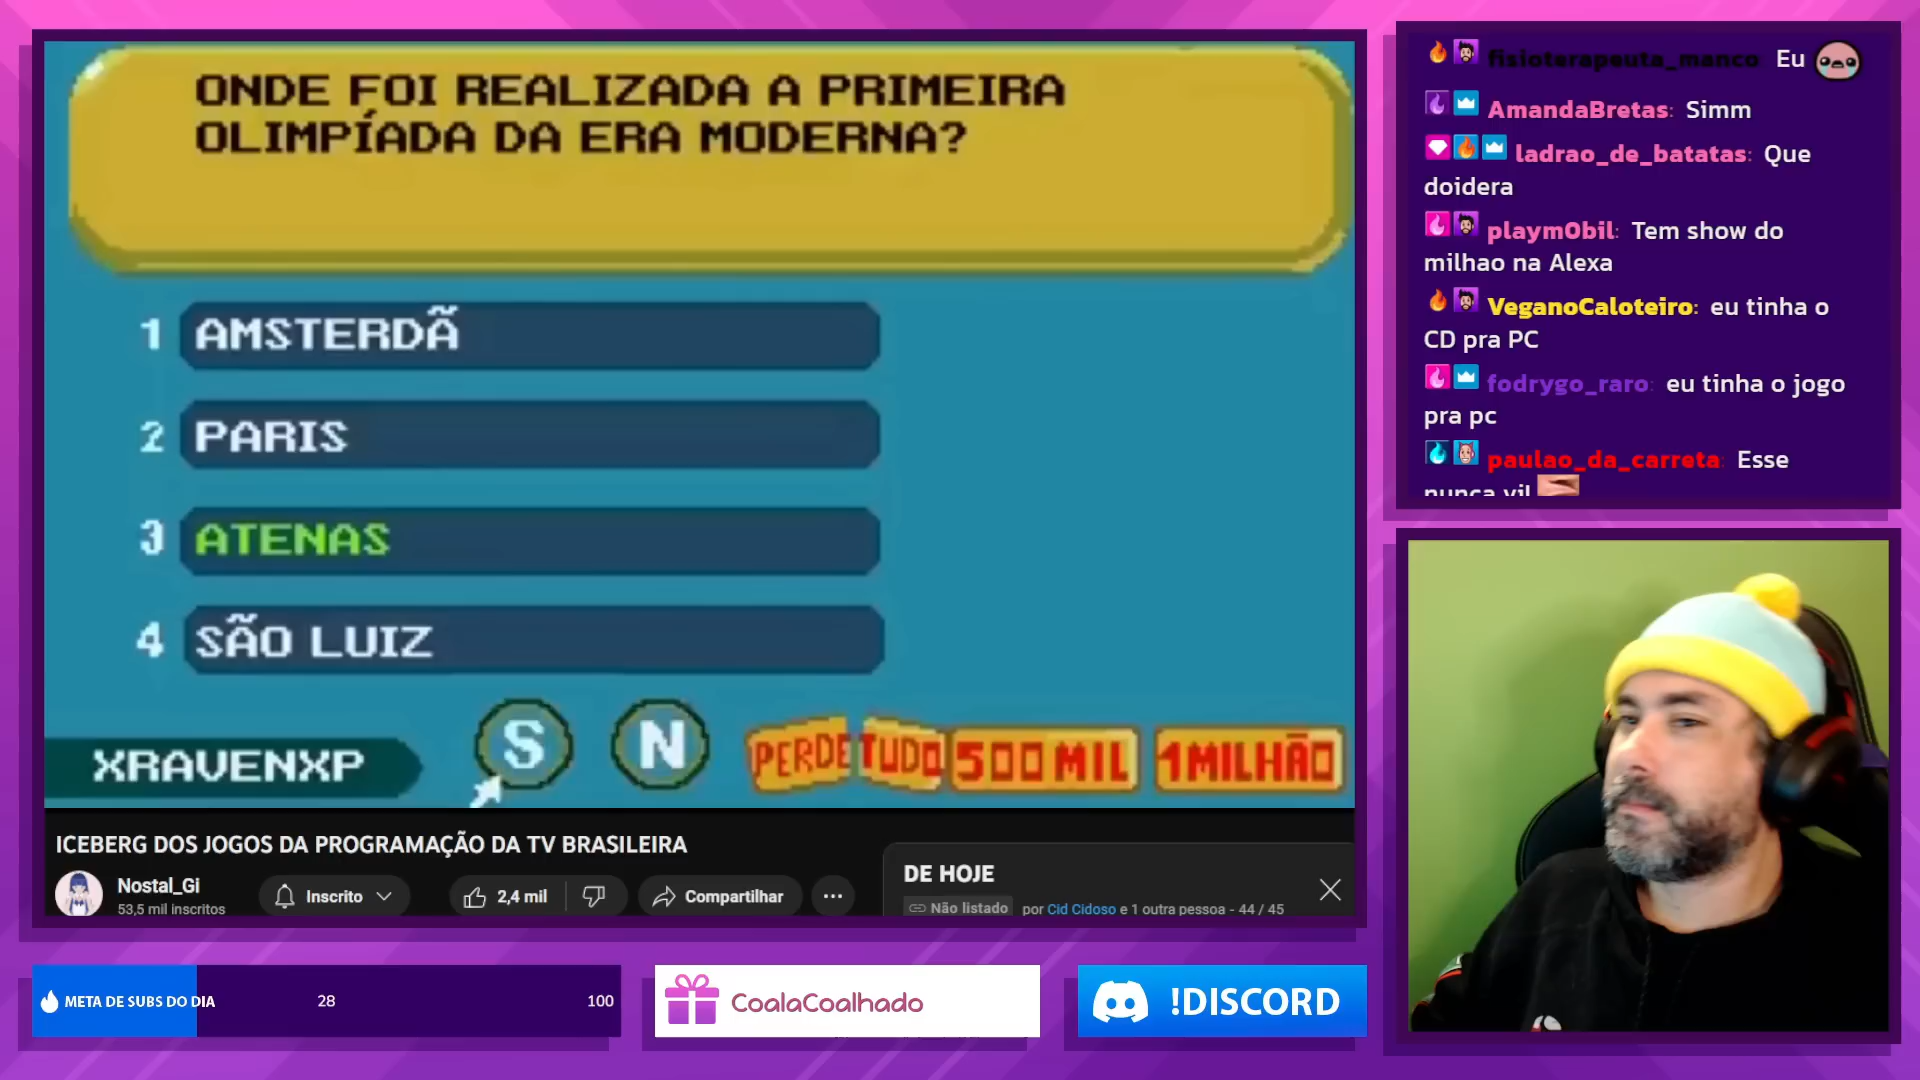 ONDE FOI REALIZADA A PRIMEIRA
OLIMPÍADA DA ERA MODERNA?
1 AMSTERDÃ
2 PARIS
3 ATENAS
4 SÃO LUIZ
XRAVENXP
S
N
PERDE TUDO
500 MIL
1 MILHÃO
ICEBERG DOS JOGOS DA PROGRAMAÇÃO DA TV BRASILEIRA
Nostal_Gi
53,5 mil inscritos
Inscrito
2,4 mil
Compartilhar
DE HOJE
Não listado
por Cid Cidoso e 1 outra pessoa - 44 / 45
fisioterapeuta_manco Eu
AmandaBretas: Simm
ladrao_de_batatas: Que
doidera
playm0bil: Tem show do
milhao na Alexa
VeganoCaloteiro: eu tinha o
CD pra PC
fodrygo_raro: eu tinha o jogo
pra pc
paulao_da_carreta: Esse
nunca vil
META DE SUBS DO DIA
28
100
CoalaCoalhado
!DISCORD